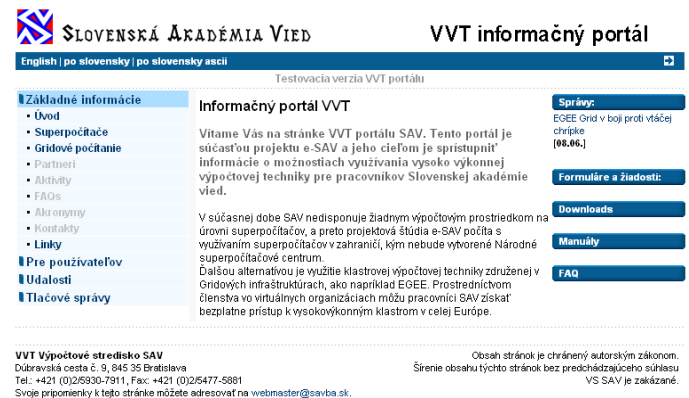 Slovenská Akadémia Vied
VVT informačný portál
English | po slovensky | po slovensky ascii
Testovacia verzia VVT portálu
Základné informácie
• Úvod
• Superpočítače
• Gridové počítanie
• Partneri
• Aktivity
• FAQs
• Akronymy
• Kontakty
• Linky
Pre používateľov
Udalosti
Tlačové správy
Informačný portál VVT
Vítame Vás na stránke VVT portálu SAV. Tento portál je
súčasťou projektu e-SAV a jeho cieľom je sprístupniť
informácie o možnostiach využívania vysoko výkonnej
výpočtovej techniky pre pracovníkov Slovenskej akadémie
vied.
V súčasnej dobe SAV nedisponuje žiadnym výpočtovým prostriedkom na
úrovni superpočítačov, a preto projektová štúdia e-SAV počíta s
využívaním superpočítačov v zahraničí, kým nebude vytvorené Národné
superpočítačové centrum.
Ďalšou alternatívou je využitie klastrovej výpočtovej techniky združenej v
Gridových infraštruktúrach, ako napríklad EGEE. Prostredníctvom
členstva vo virtuálnych organizáciach môžu pracovníci SAV získať
bezplatne prístup k vysokovýkonným klastrom v celej Európe.
Správy:
EGEE Grid v boji proti vtáčej
chrípke
[08.06.]
Formuláre a žiadosti:
Downloads
Manuály
FAQ
VVT Výpočtové stredisko SAV
Dúbravská cesta č. 9, 845 35 Bratislava
Tel.: +421 (0)2/5930-7911, Fax: +421 (0)2/5477-5881
Svoje pripomienky k tejto stránke môžete adresovať na webmaster@savba.sk.
Obsah stránok je chránený autorským zákonom.
Šírenie obsahu týchto stránok bez predchádzajúceho súhlasu
VS SAV je zakázané.